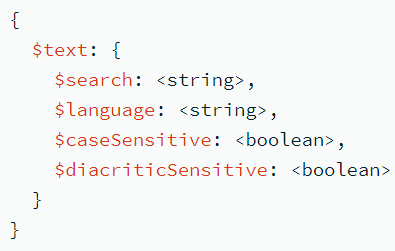 {
  $text: {
    $search: <string>,
    $language: <string>,
    $caseSensitive: <boolean>,
    $diacriticSensitive: <boolean>
  }
}